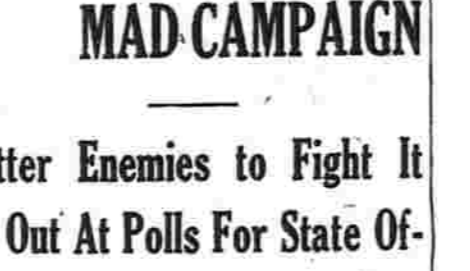 MAD CAMPAIGN
tter Enemies to Fight It
Out At Polls For State Of-